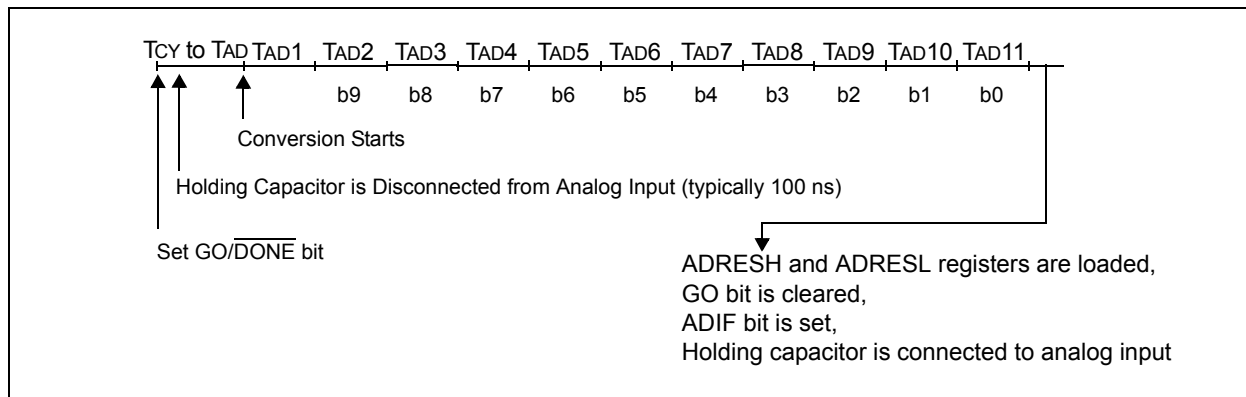 TCY to TAD TAD1 TAD2 TAD3 TAD4 TAD5 TAD6 TAD7 TAD8 TAD9 TAD10 TAD11
b9 b8 b7 b6 b5 b4 b3 b2 b1 b0
Conversion Starts
Holding Capacitor is Disconnected from Analog Input (typically 100 ns)
Set GO/DONE bit
ADRESH and ADRESL registers are loaded,
GO bit is cleared,
ADIF bit is set,
Holding capacitor is connected to analog input